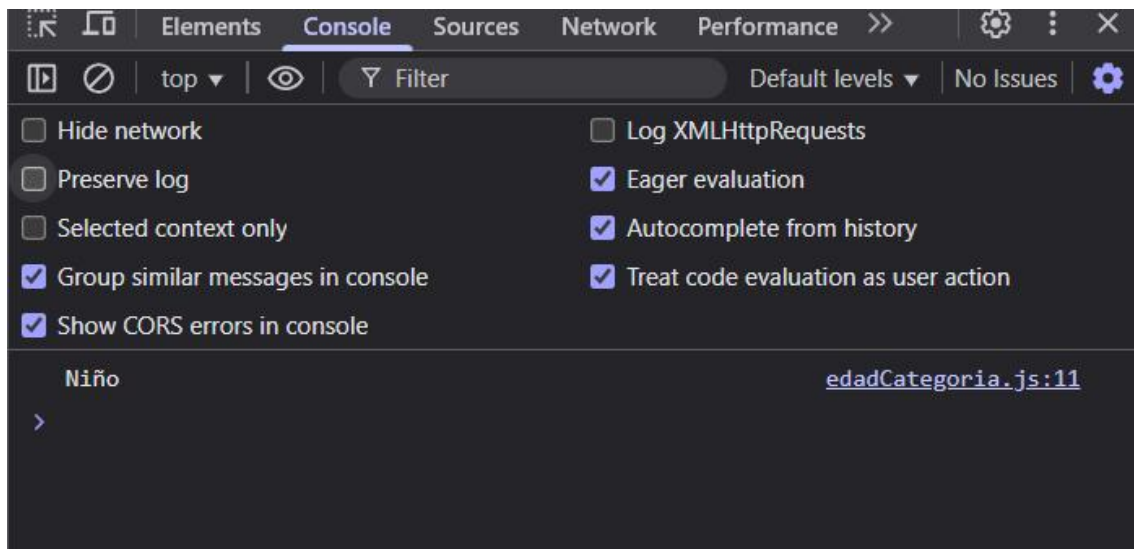 Elements Console Sources Network Performance
top Filter Default levels No Issues
Hide network Log XMLHttpRequests
Preserve log Eager evaluation
Selected context only Autocomplete from history
Group similar messages in console Treat code evaluation as user action
Show CORS errors in console
Niño edadCategoria.js:11